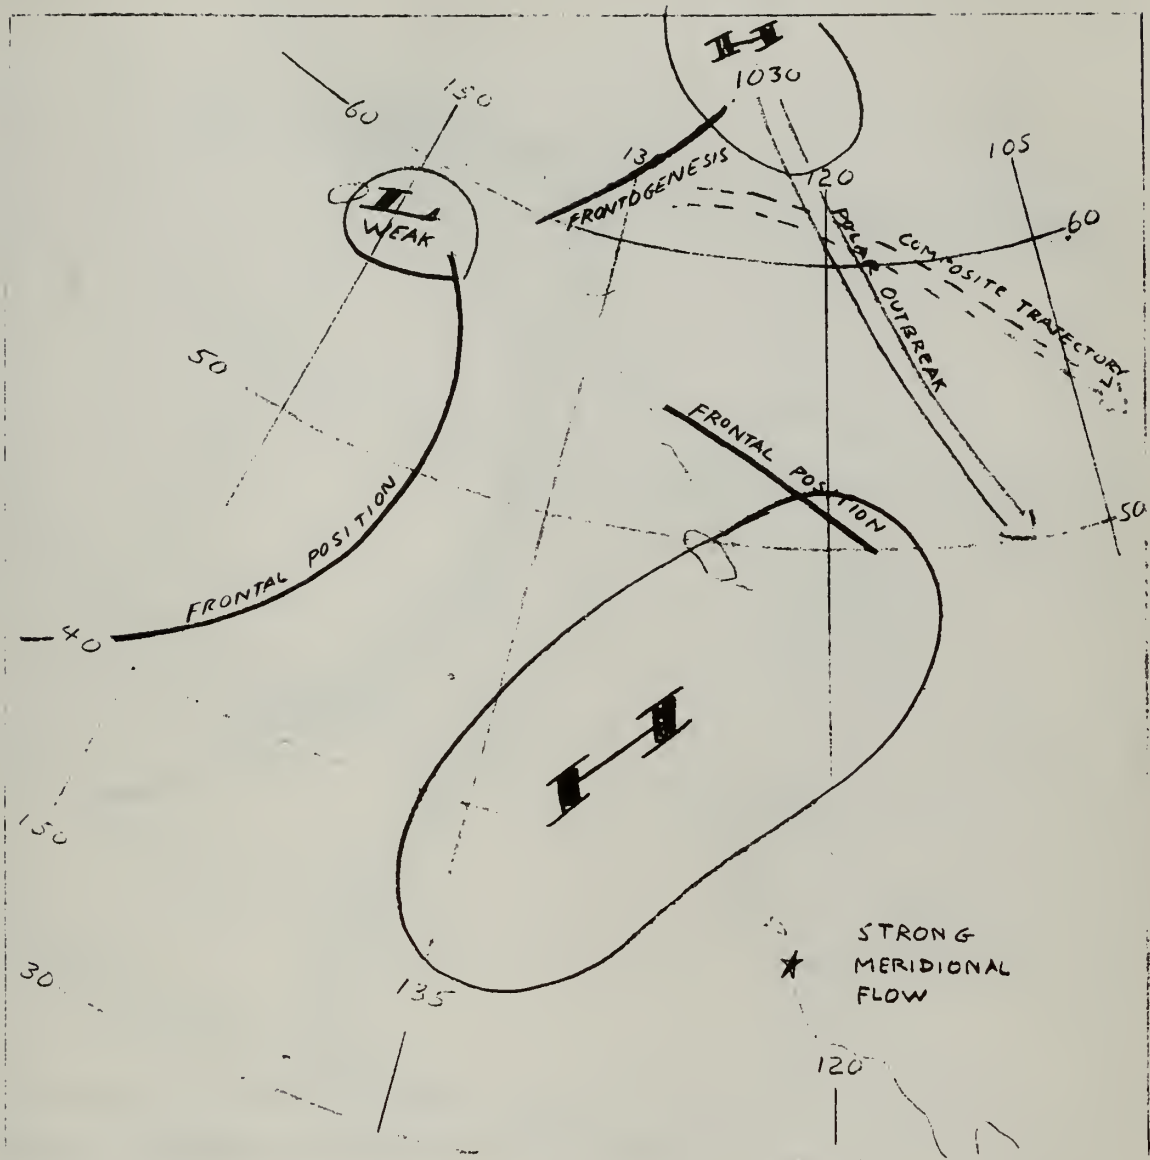 H
1030
60
150
105
13
FRONTOGENESIS
120
60
L
WEAK
POLAR OUTBREAK
COMPOSITE TRAJECTORY
50
FRONTAL POSITION
50
FRONTAL POSITION
40
H
150
STRONG
MERIDIONAL
FLOW
30
135
120